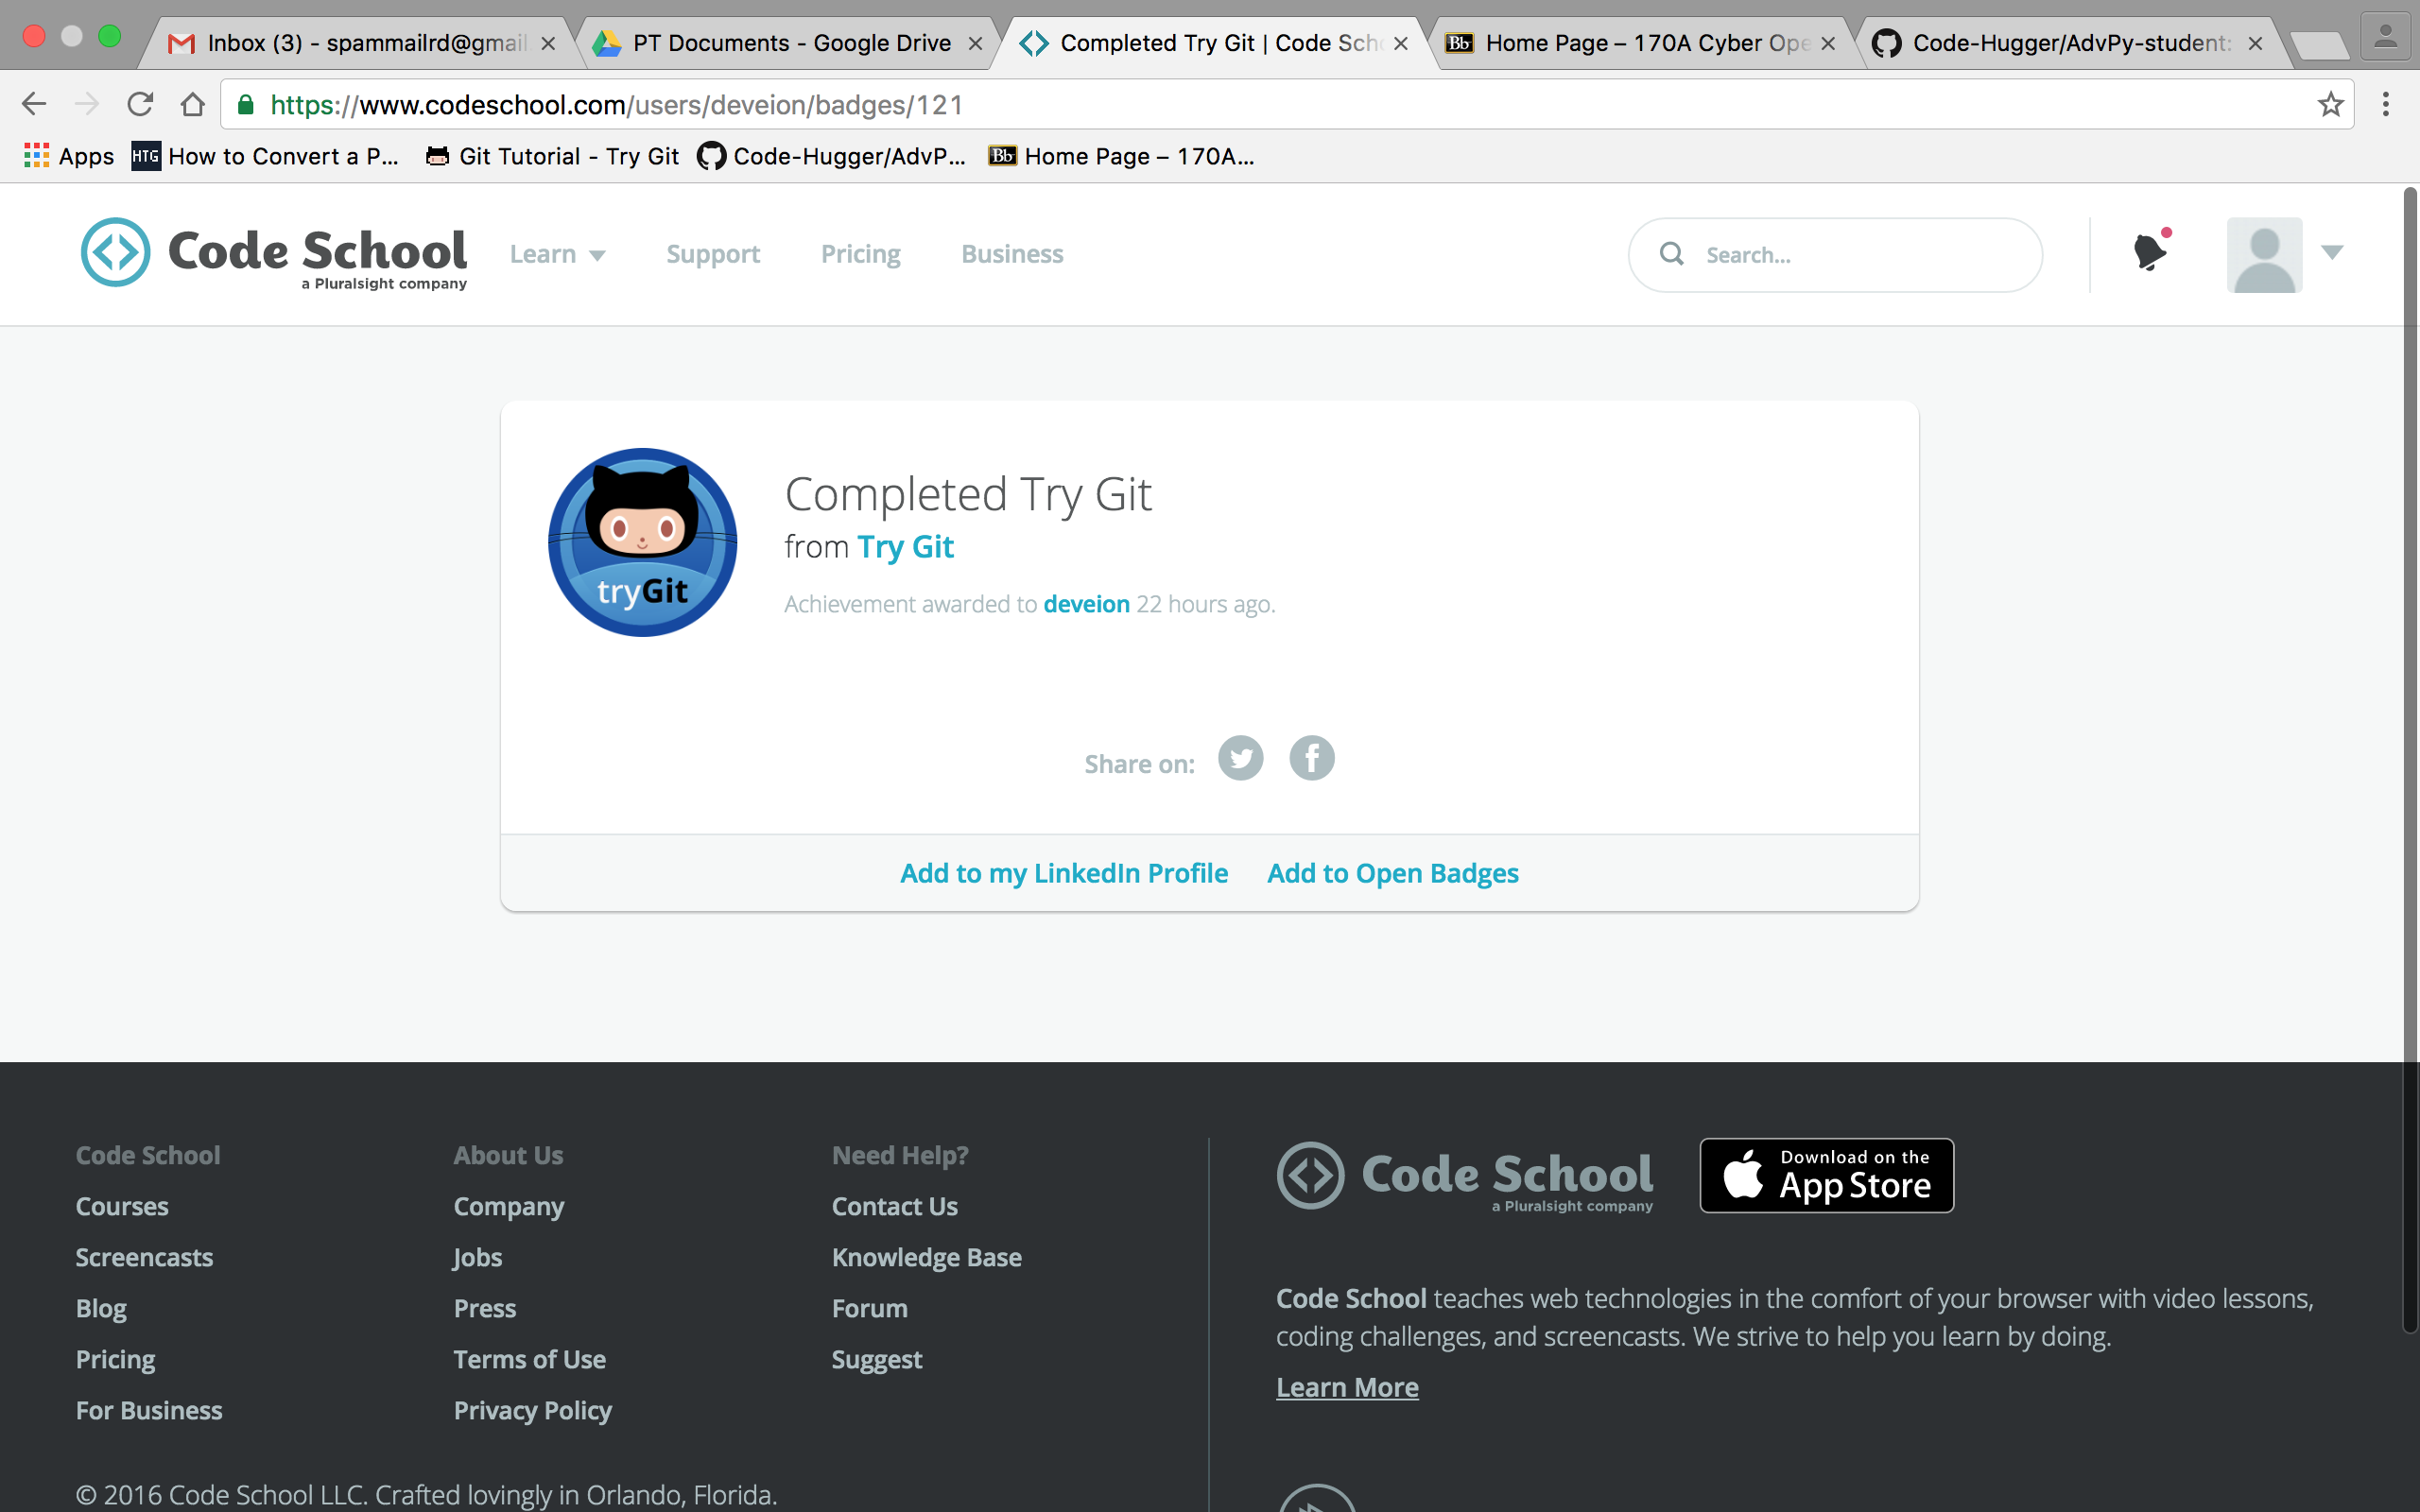 Inbox (3) - spammailrd@gmail
PT Documents - Google Drive
Completed Try Git | Code Scho
Home Page – 170A Cyber Ope
Code-Hugger/AdvPy-student:
https://www.codeschool.com/users/deveion/badges/121
Apps
HTG How to Convert a P...
Git Tutorial - Try Git
Code-Hugger/AdvP...
Bb Home Page – 170A...
Code School
a Pluralsight company
Learn
Support
Pricing
Business
Search...
tryGit
Completed Try Git
from Try Git
Achievement awarded to deveion 22 hours ago.
Share on:
Add to my LinkedIn Profile
Add to Open Badges
Code School
Courses
Screencasts
Blog
Pricing
For Business
About Us
Company
Jobs
Press
Terms of Use
Privacy Policy
Need Help?
Contact Us
Knowledge Base
Forum
Suggest
Code School
a Pluralsight company
Download on the
App Store
Code School teaches web technologies in the comfort of your browser with video lessons,
coding challenges, and screencasts. We strive to help you learn by doing.
Learn More
© 2016 Code School LLC. Crafted lovingly in Orlando, Florida.